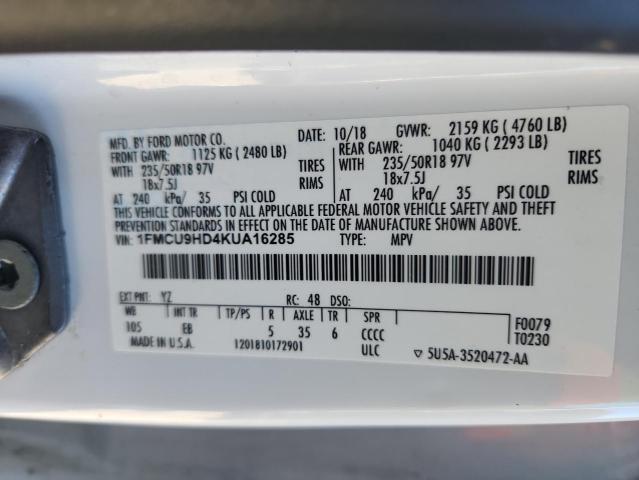 MFD. BY FORD MOTOR CO. DATE: 10/18 GVWR: 2159 KG ( 4760 LB)
FRONT GAWR: 1125 KG ( 2480 LB) REAR GAWR: 1040 KG ( 2293 LB)
WITH 235/50R18 97V TIRES WITH 235/50R18 97V TIRES
18x7.5J RIMS 18x7.5J RIMS
AT 240 kPa/ 35 PSI COLD AT 240 kPa/ 35 PSI COLD
THIS VEHICLE CONFORMS TO ALL APPLICABLE FEDERAL MOTOR VEHICLE SAFETY AND THEFT
PREVENTION STANDARDS IN EFFECT ON THE DATE OF MANUFACTURE SHOWN ABOVE.
VIN: 1FMCU9HD4KUA16285 TYPE: MPV
EXT PNT: YZ RC: 48 DSO:
WB INT TR TP/PS R AXLE TR SPR F0079
105 EB 5 35 6 CCCC T0230
MADE IN U.S.A. 1201810172901 ULC ▽ 5U5A-3520472-AA